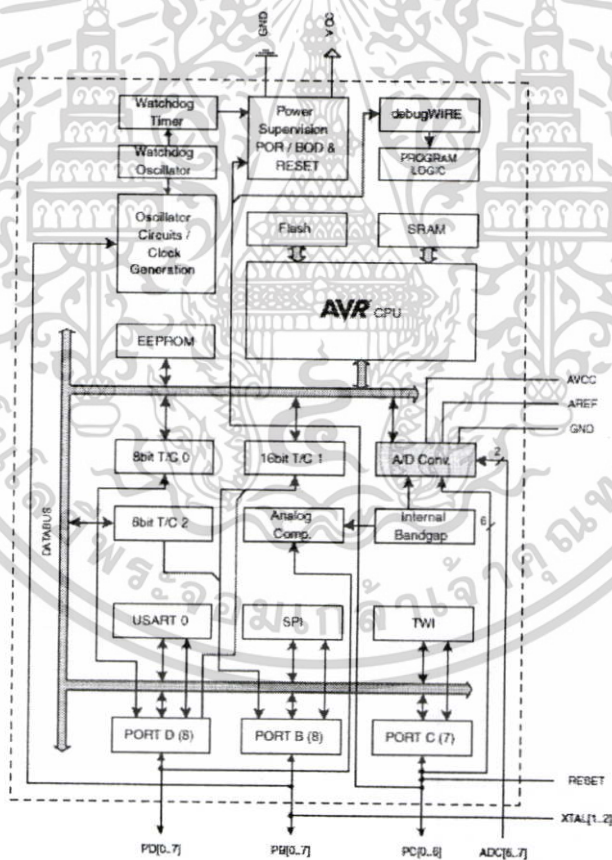 GND
VCC
Watchdog
Timer
Power
Supervision
POR / BOD &
RESET
debugWIRE
Watchdog
Oscillator
PROGRAM
LOGIC
Oscillator
Circuits /
Clock
Generation
Flash
SRAM
AVR CPU
EEPROM
AVCC
AREF
GND
8bit T/C 0
16bit T/C 1
A/D Conv.
2
8bit T/C 2
Analog
Comp.
Internal
Bandgap
6
DATABUS
USART 0
SPI
TWI
PORT D (8)
PORT B (8)
PORT C (7)
RESET
XTAL[1..2]
PD[0..7]
PB[0..7]
PC[0..6]
ADC[6..7]